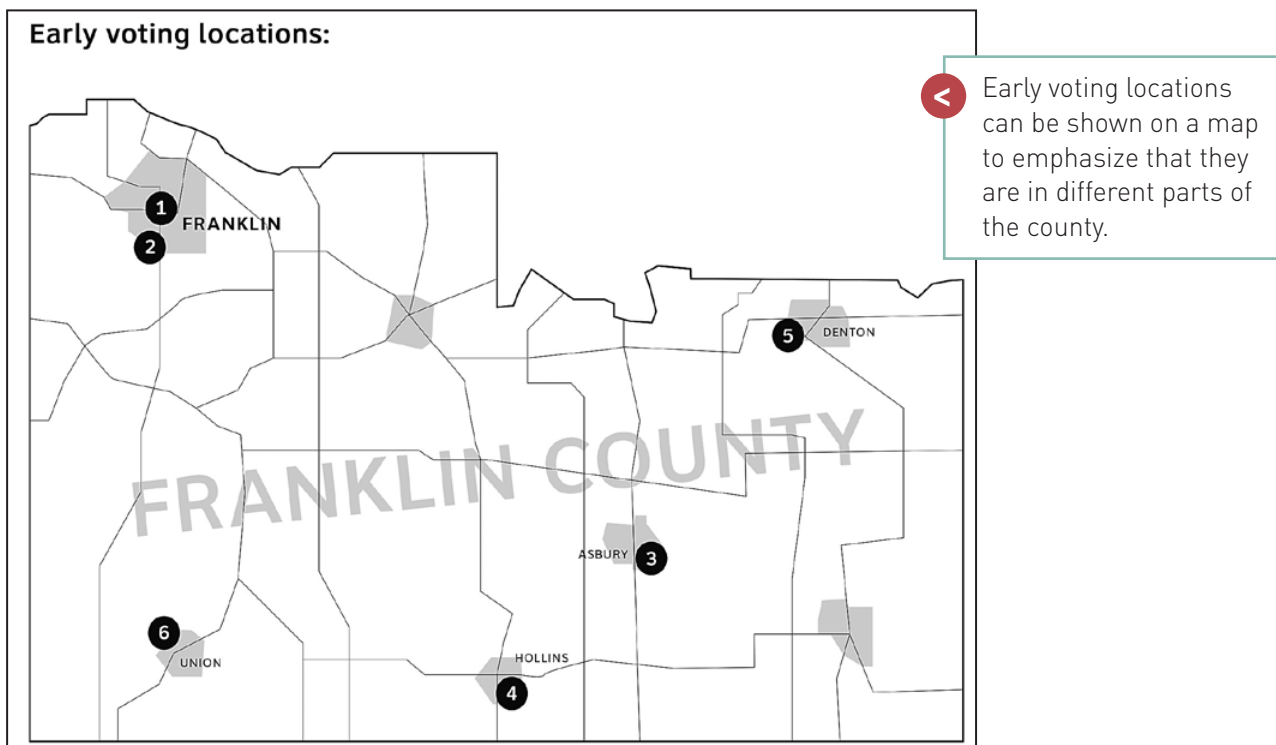 Early voting locations:
<
Early voting locations
can be shown on a map
to emphasize that they
are in different parts of
the county.
1
FRANKLIN
2
5
DENTON
FRANKLIN COUNTY
ASBURY
3
6
UNION
HOLLINS
4